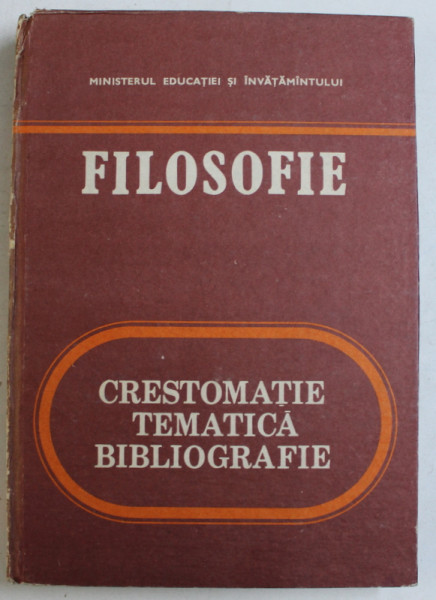 MINISTERUL EDUCAȚIEI ȘI ÎNVĂȚĂMÎNTULUI
FILOSOFIE
CRESTOMAȚIE
TEMATICĂ
BIBLIOGRAFIE